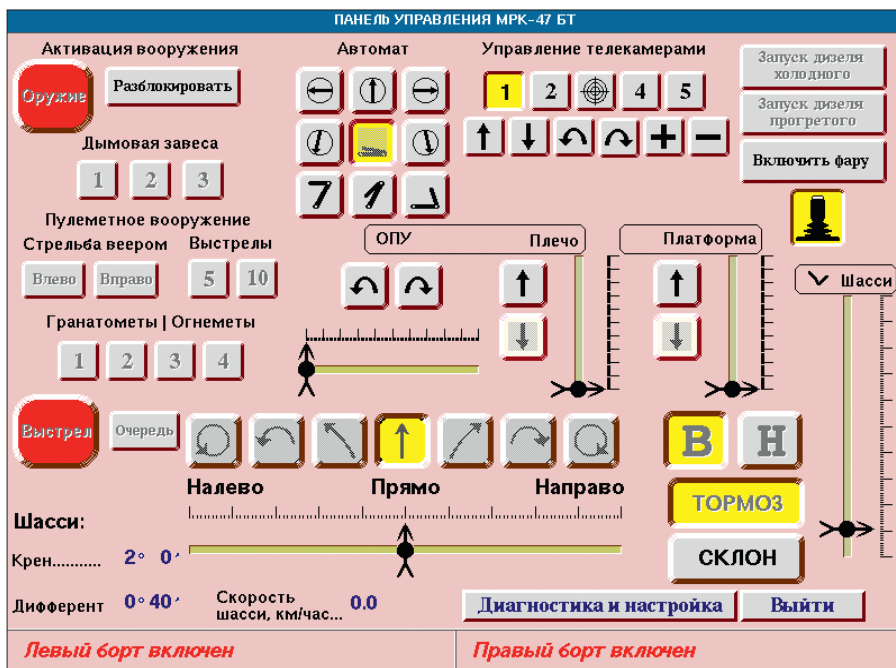 ПАНЕЛЬ УПРАВЛЕНИЯ МРК-47 БТ
Активация вооружения
Автомат
Управление телекамерами
Оружие
Разблокировать
1 2 4 5
Запуск дизеля
холодного
Запуск дизеля
прогретого
Включить фару
Дымовая завеса
1 2 3
Пулеметное вооружение
Стрельба веером
Выстрелы
Влево Вправо 5 10
ОПУ
Плечо
Платформа
Шасси
Гранатометы | Огнеметы
1 2 3 4
Выстрел
Очередь
В Н
Налево Прямо Направо
ТОРМОЗ
СКЛОН
Шасси:
Крен........... 2° 0′
Дифферент 0° 40′
Скорость
шасси, км/час... 0.0
Диагностика и настройка
Выйти
Левый борт включен
Правый борт включен